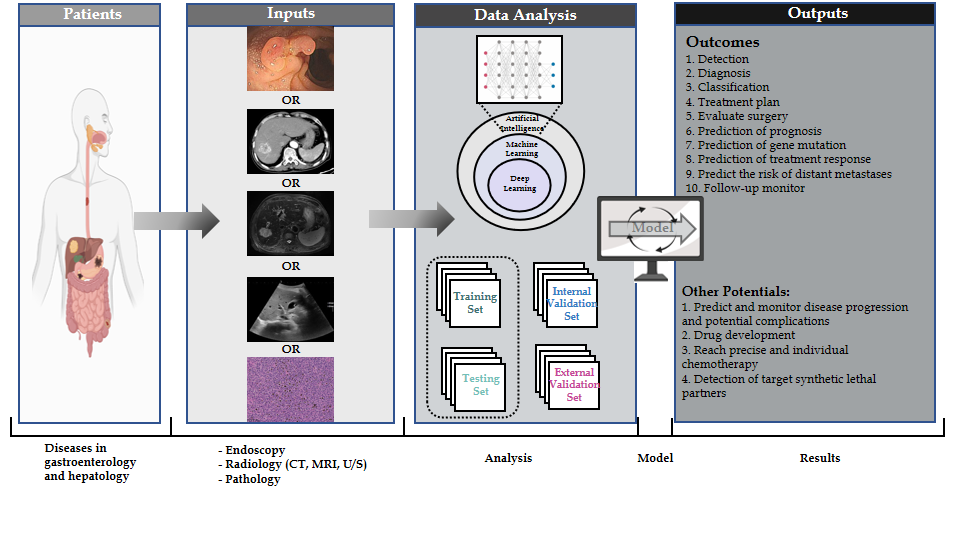 Patients
Inputs
Data Analysis
Outputs
OR
OR
OR
OR
Artificial
Intelligence
Machine
Learning
Deep
Learning
Training
Set
Internal
Validation
Set
Testing
Set
External
Validation
Set
Model
Outcomes
1. Detection
2. Diagnosis
3. Classification
4. Treatment plan
5. Evaluate surgery
6. Prediction of prognosis
7. Prediction of gene mutation
8. Prediction of treatment response
9. Predict the risk of distant metastases
10. Follow-up monitor
Other Potentials:
1. Predict and monitor disease progression
and potential complications
2. Drug development
3. Reach precise and individual
chemotherapy
4. Detection of target synthetic lethal
partners
Diseases in
gastroenterology
and hepatology
- Endoscopy
- Radiology (CT, MRI, U/S)
- Pathology
Analysis
Model
Results